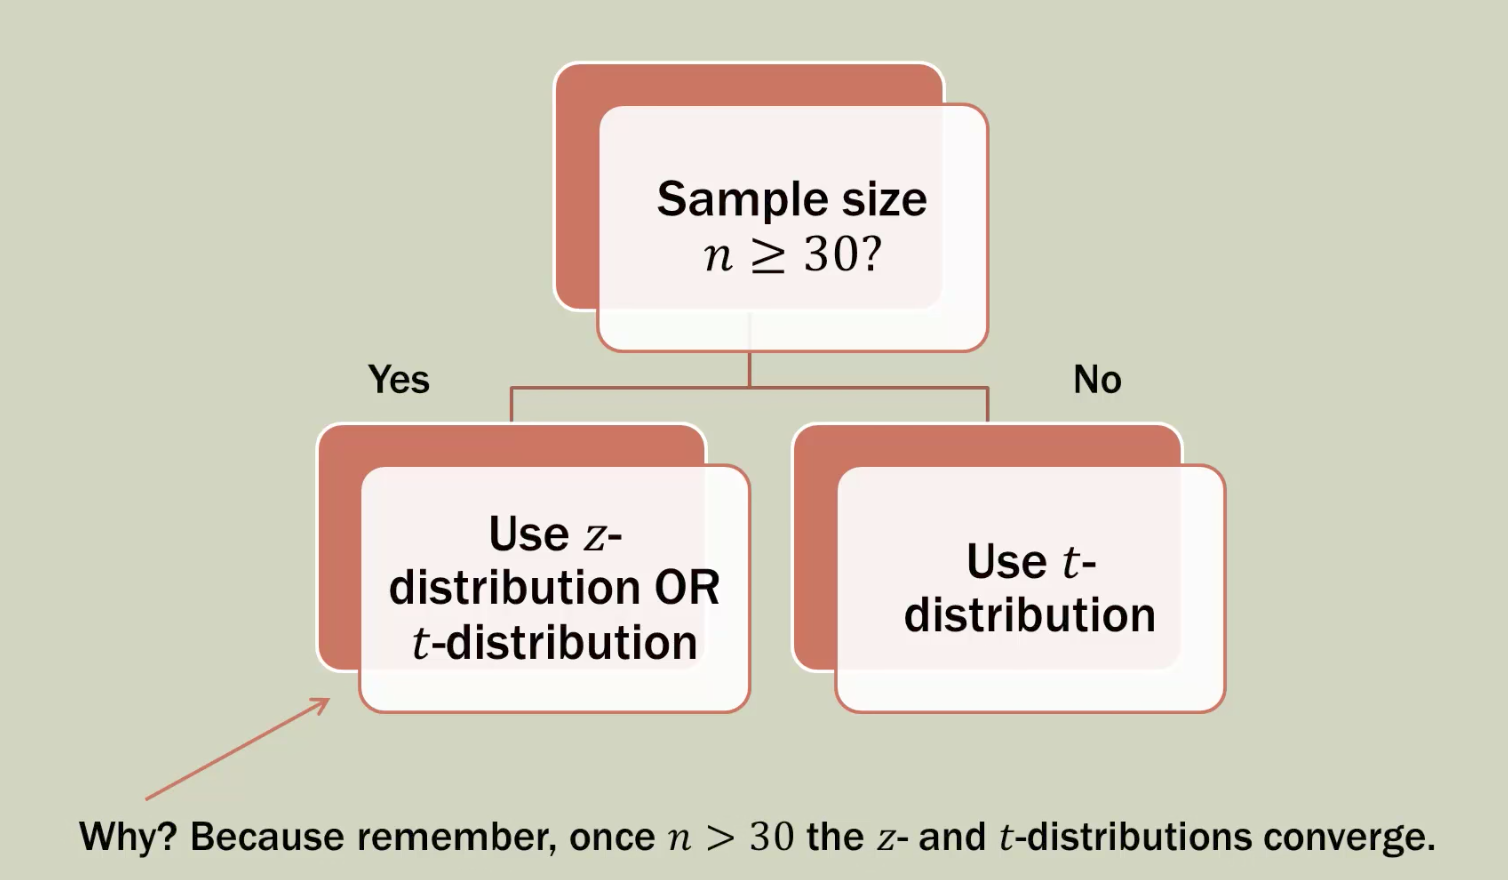 Sample size
n ≥ 30?
Yes
No
Use z-
distribution OR
t-distribution
Use t-
distribution
Why? Because remember, once n > 30 the z- and t-distributions converge.